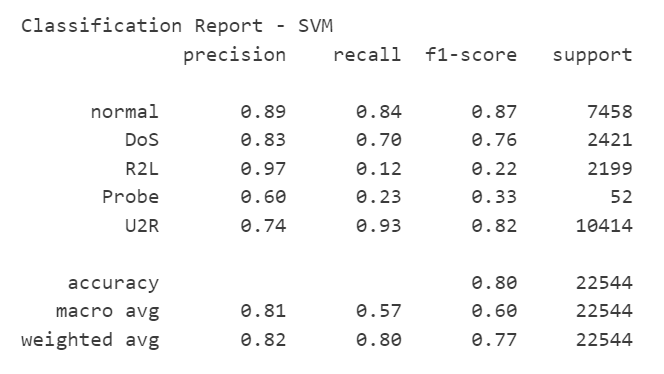 Classification Report - SVM
precision recall f1-score support
normal 0.89 0.84 0.87 7458
DoS 0.83 0.70 0.76 2421
R2L 0.97 0.12 0.22 2199
Probe 0.60 0.23 0.33 52
U2R 0.74 0.93 0.82 10414
accuracy 0.80 22544
macro avg 0.81 0.57 0.60 22544
weighted avg 0.82 0.80 0.77 22544